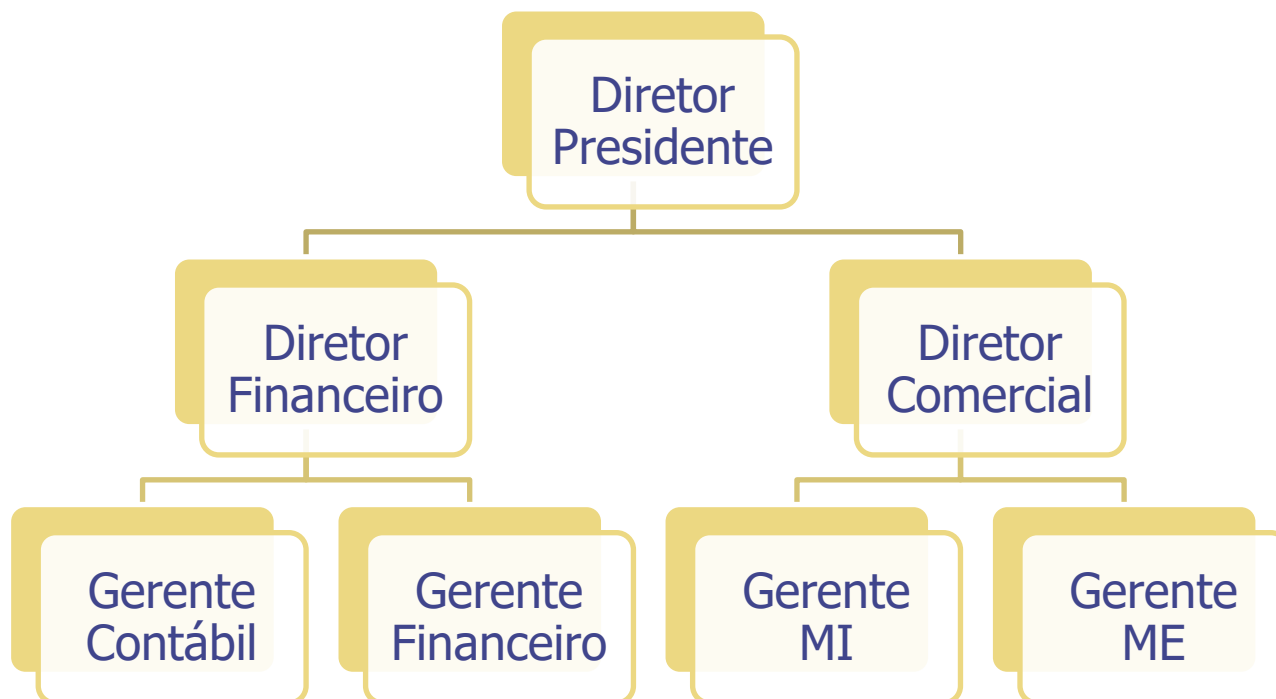 Diretor
Presidente
Diretor
Financeiro
Diretor
Comercial
Gerente
Contábil
Gerente
Financeiro
Gerente
MI
Gerente
ME